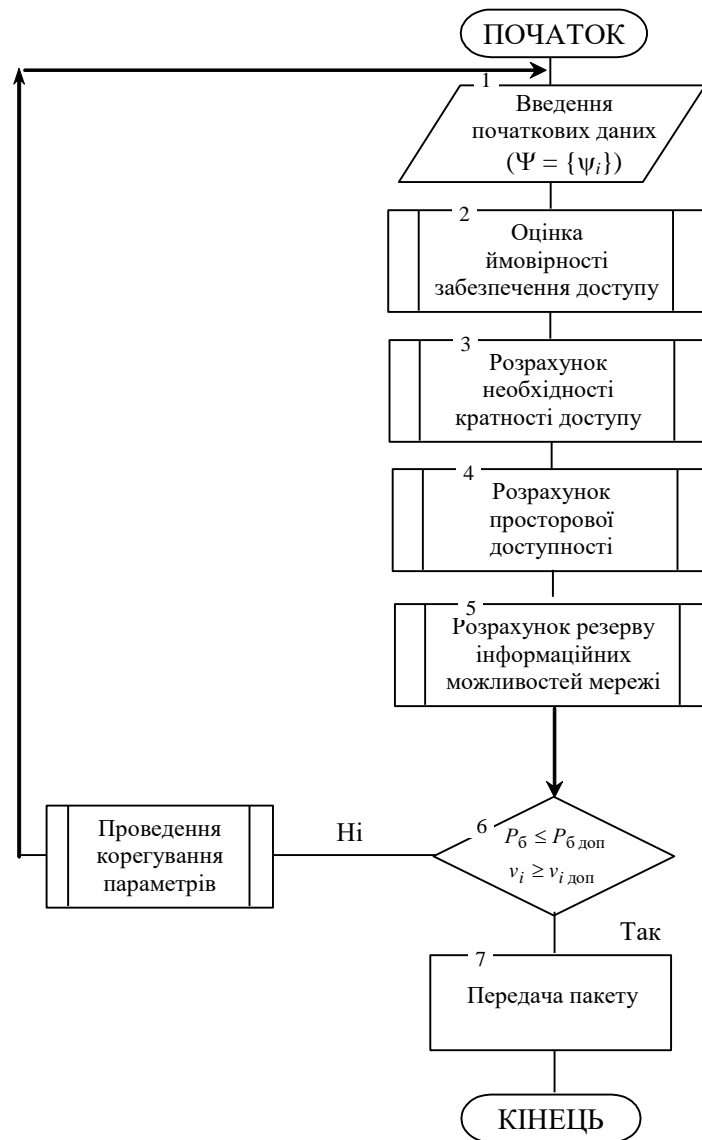 ПОЧАТОК
1
Введення
початкових даних
(Ψ = {ψi})
2
Оцінка
ймовірності
забезпечення доступу
3
Розрахунок
необхідності
кратності доступу
4
Розрахунок
просторової
доступності
5
Розрахунок резерву
інформаційних
можливостей мережі
6
Pб ≤ Pб доп
vi ≥ vi доп
Ні
Проведення
корегування
параметрів
Так
7
Передача пакету
КІНЕЦЬ